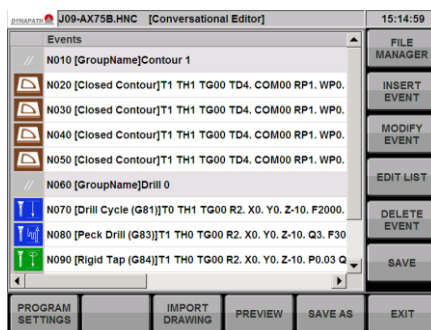 DYNAPATH J09-AX75B.HNC [Conversational Editor] 15:14:59
Events
N010 [GroupName]Contour 1
N020 [Closed Contour]T1 TH1 TG00 TD4. COM00 RP1. WP0.
N030 [Closed Contour]T1 TH1 TG00 TD4. COM00 RP1. WP0.
N040 [Closed Contour]T1 TH1 TG00 TD4. COM00 RP1. WP0.
N050 [Closed Contour]T1 TH1 TG00 TD4. COM00 RP1. WP0.
N060 [GroupName]Drill 0
N070 [Drill Cycle (G81)]T0 TH1 TG00 R2. X0. Y0. Z-10. F2000.
N080 [Peck Drill (G83)]T1 TH0 TG00 R2. X0. Y0. Z-10. Q3. F30
N090 [Rigid Tap (G84)]T1 TH0 TG00 R2. X0. Y0. Z-10. P0.03 Q
FILE
MANAGER
INSERT
EVENT
MODIFY
EVENT
EDIT LIST
DELETE
EVENT
SAVE
PROGRAM
SETTINGS
IMPORT
DRAWING
PREVIEW
SAVE AS
EXIT